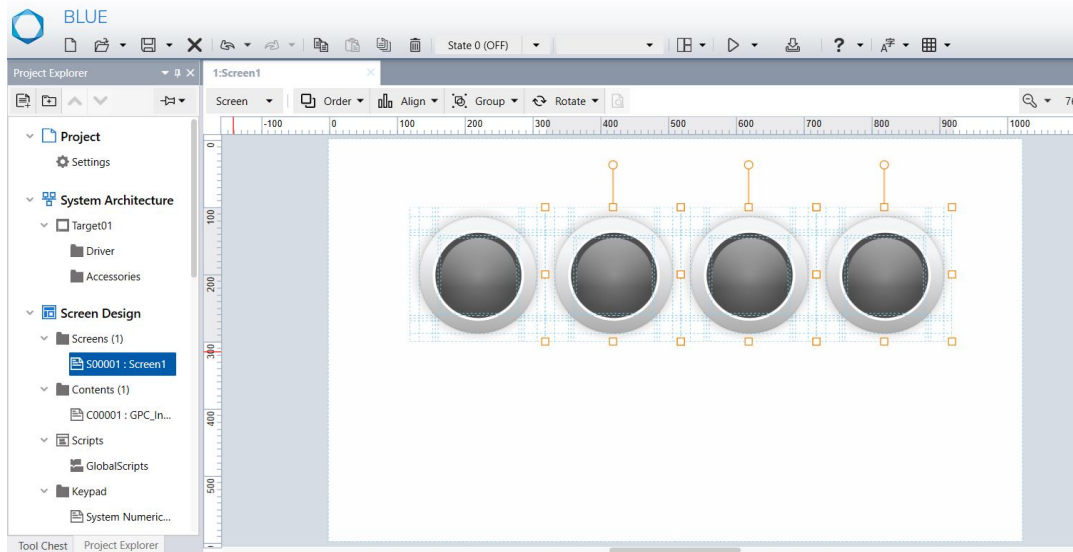 BLUE
State 0 (OFF)
Project Explorer
1:Screen1
Screen
Order
Align
Group
Rotate
76
-100 0 100 200 300 400 500 600 700 800 900 1000
0
100
200
300
400
500
Project
Settings
System Architecture
Target01
Driver
Accessories
Screen Design
Screens (1)
S00001 : Screen1
Contents (1)
C00001 : GPC_In...
Scripts
GlobalScripts
Keypad
System Numeric...
Tool Chest
Project Explorer